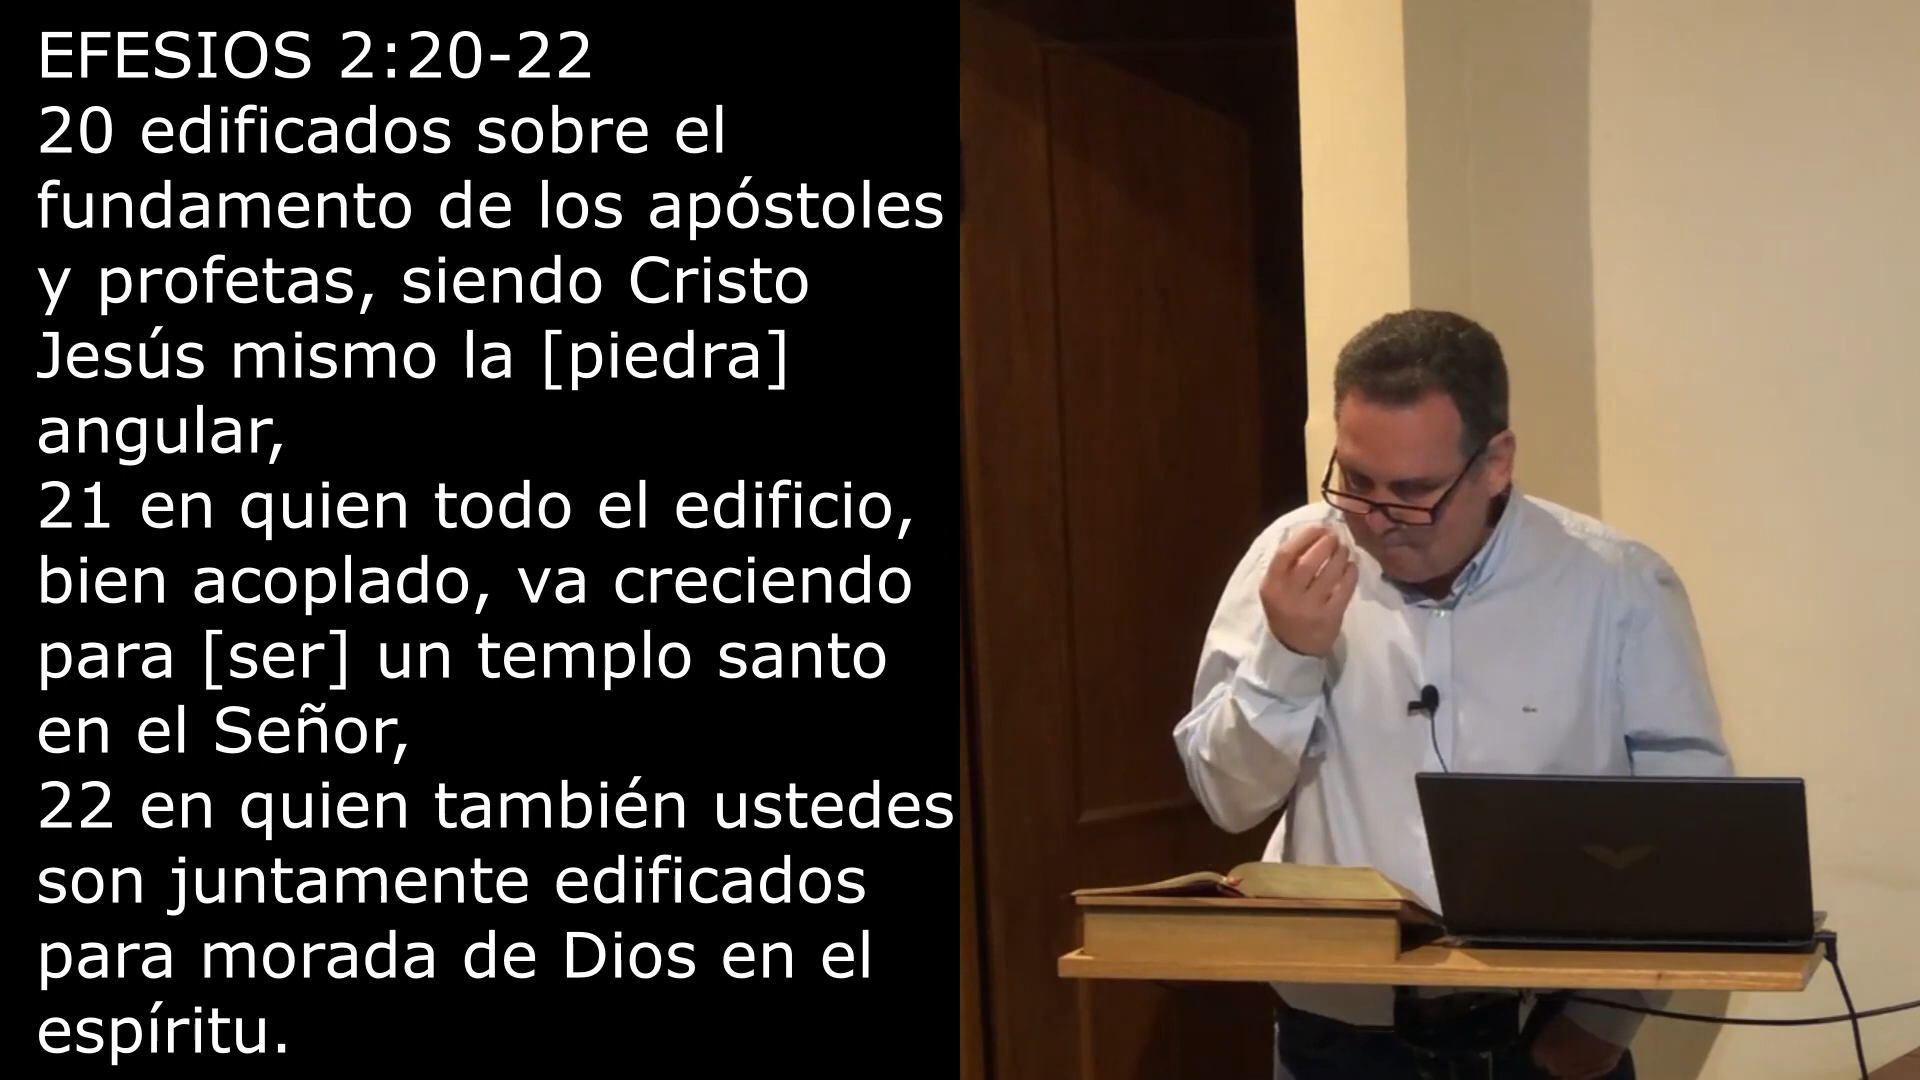 EFESIOS 2:20-22
20 edificados sobre el
fundamento de los apóstoles
y profetas, siendo Cristo
Jesús mismo la [piedra]
angular,
21 en quien todo el edificio,
bien acoplado, va creciendo
para [ser] un templo santo
en el Señor,
22 en quien también ustedes
son juntamente edificados
para morada de Dios en el
espíritu.